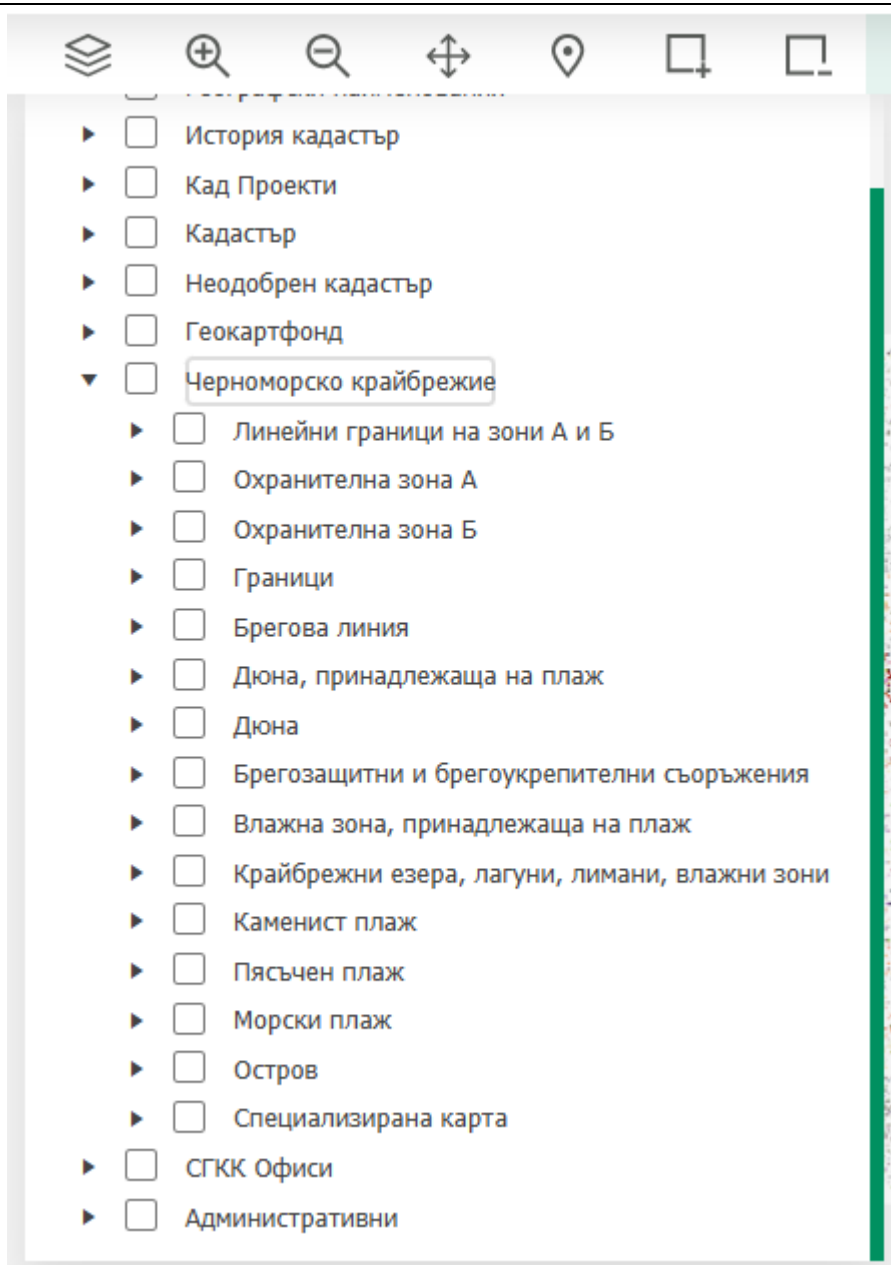 История кадастър
Кад Проекти
Кадастър
Неодобрен кадастър
Геокартфонд
Черноморско крайбрежие
Линейни граници на зони А и Б
Охранителна зона А
Охранителна зона Б
Граници
Брегова линия
Дюна, принадлежаща на плаж
Дюна
Брегозащитни и брегоукрепителни съоръжения
Влажна зона, принадлежаща на плаж
Крайбрежни езера, лагуни, лимани, влажни зони
Каменист плаж
Пясъчен плаж
Морски плаж
Остров
Специализирана карта
СГКК Офиси
Административни